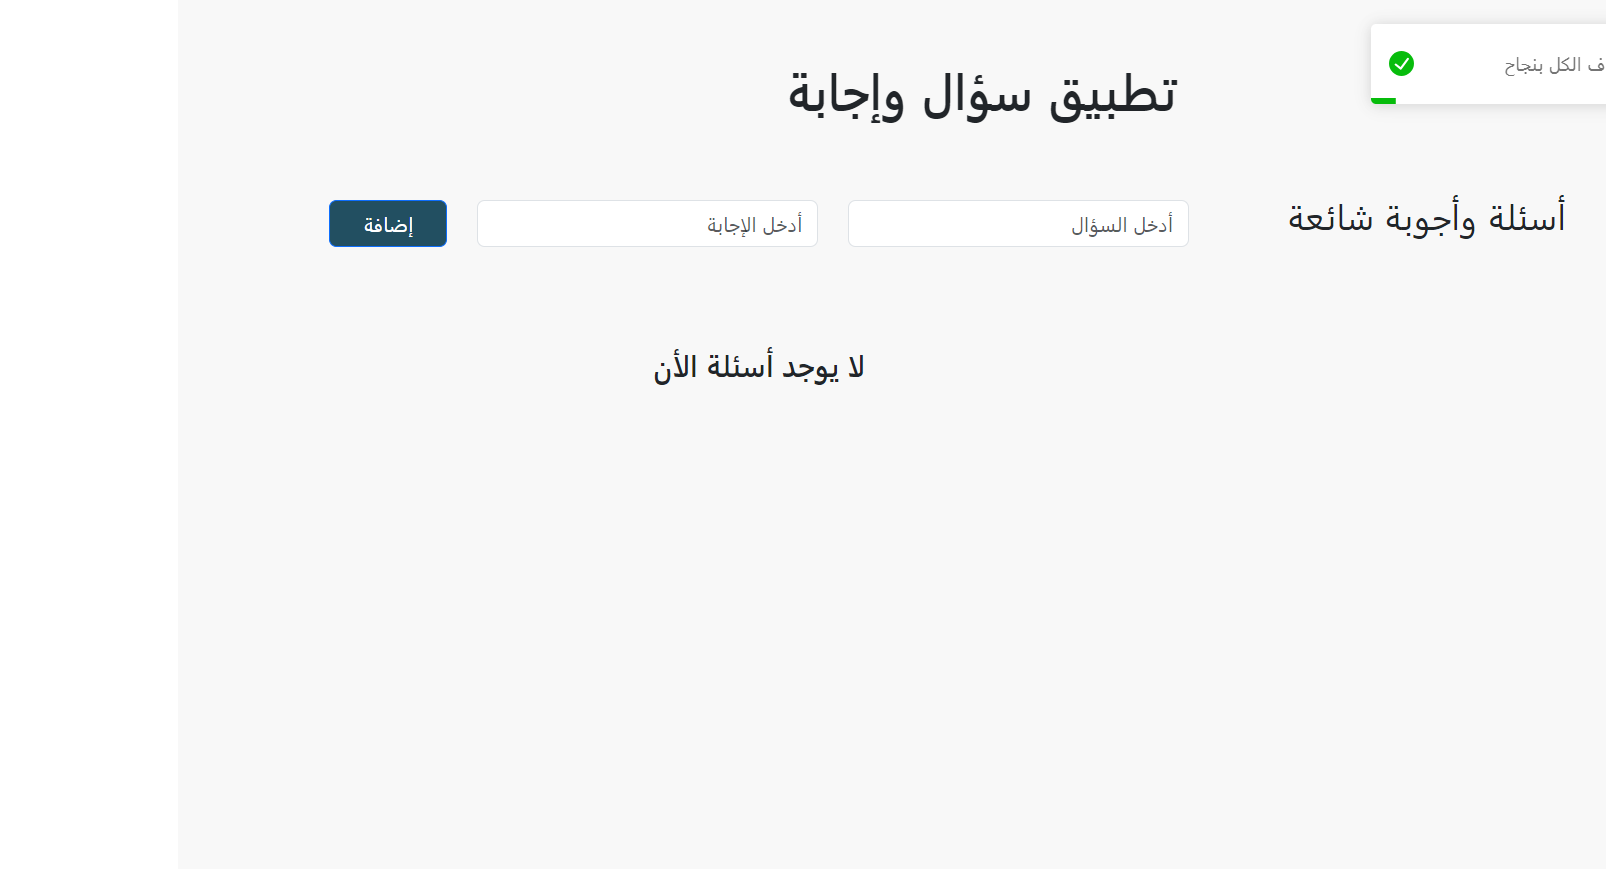 الكل بنجاح
تطبيق سؤال وإجابة
أسئلة وأجوبة شائعة
أدخل السؤال
أدخل الإجابة
إضافة
لا يوجد أسئلة الأن